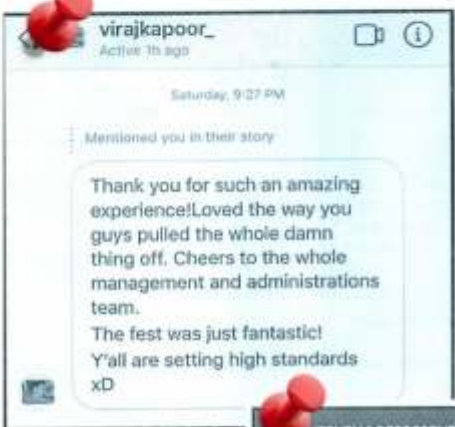 virajkapoor_
Active 1h ago
Saturday, 9:27 PM
Mentioned you in their story
Thank you for such an amazing
experience!Loved the way you
guys pulled the whole damn
thing off. Cheers to the whole
management and administrations
team.
The fest was just fantastic!
Y'all are setting high standards
xD